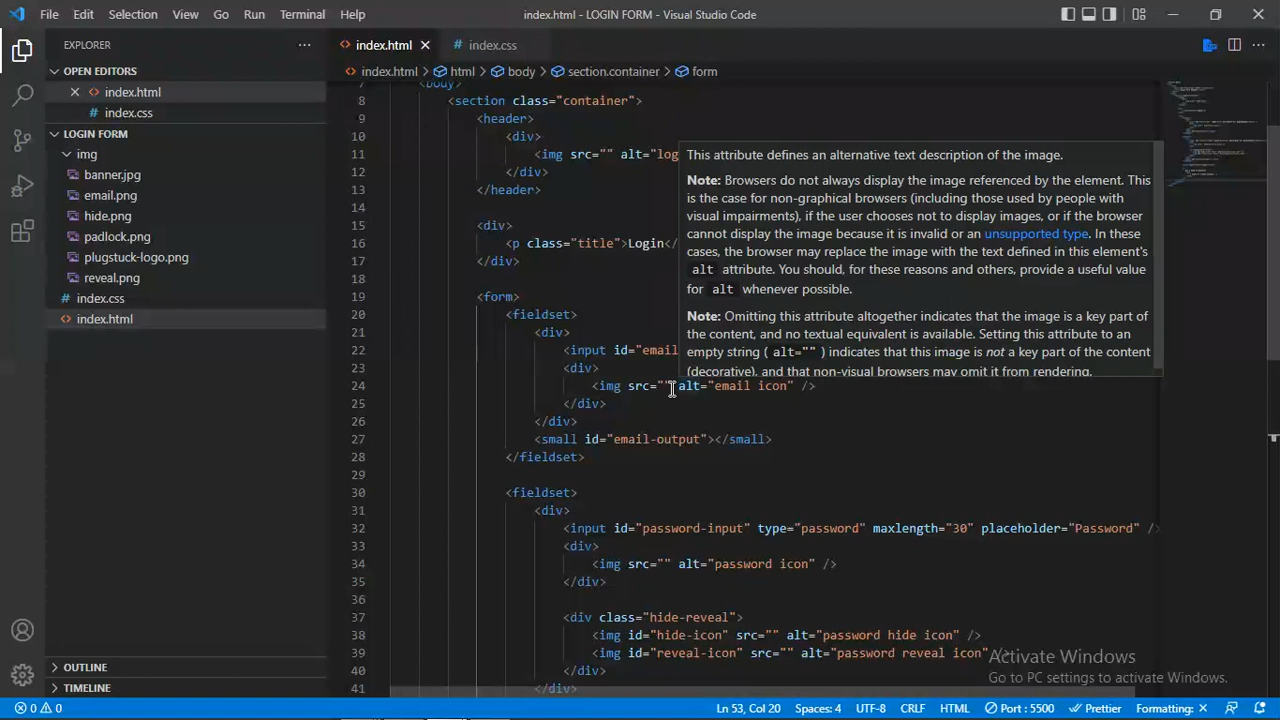 File Edit Selection View Go Run Terminal Help index.html - LOGIN FORM - Visual Studio Code
EXPLORER
OPEN EDITORS
index.html
index.css
LOGIN FORM
img
banner.jpg
email.png
hide.png
padlock.png
plugstuck-logo.png
reveal.png
index.css
index.html
OUTLINE
TIMELINE
index.html index.css
index.html > html > body > section.container > form
7 <body>
8 <section class="container">
9 <header>
10 <div>
11 <img src="" alt="log
12 </div>
13 </header>
14
15 <div>
16 <p class="title">Login</
17 </div>
18
19 <form>
20 <fieldset>
21 <div>
22 <input id="email
23 <div>
24 <img src="" alt="email icon" />
25 </div>
26 </div>
27 <small id="email-output"></small>
28 </fieldset>
29
30 <fieldset>
31 <div>
32 <input id="password-input" type="password" maxlength="30" placeholder="Password" />
33 <div>
34 <img src="" alt="password icon" />
35 </div>
36
37 <div class="hide-reveal">
38 <img id="hide-icon" src="" alt="password hide icon" />
39 <img id="reveal-icon" src="" alt="password reveal icon" />
40 </div>
41 </div>
This attribute defines an alternative text description of the image.
Note: Browsers do not always display the image referenced by the element. This
is the case for non-graphical browsers (including those used by people with
visual impairments), if the user chooses not to display images, or if the browser
cannot display the image because it is invalid or an unsupported type. In these
cases, the browser may replace the image with the text defined in this element's
alt attribute. You should, for these reasons and others, provide a useful value
for alt whenever possible.
Note: Omitting this attribute altogether indicates that the image is a key part of
the content, and no textual equivalent is available. Setting this attribute to an
empty string ( alt="" ) indicates that this image is not a key part of the content
(decorative), and that non-visual browsers may omit it from rendering.
Activate Windows
Go to PC settings to activate Windows.
0 0 Ln 53, Col 20 Spaces: 4 UTF-8 CRLF HTML Port : 5500 Prettier Formatting: ×